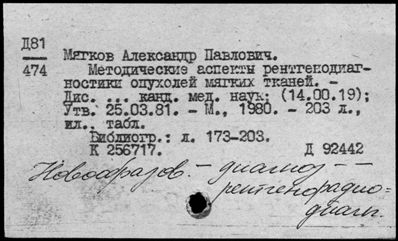 Д81
474
Мягков Александр Павлович.
Методические аспекты рентгенодиаг-
ностики опухолей мягких тканей. -
Дис. ... канд. мед. наук: (14.00.19);
Утв. 25.03.81. - М., 1980. - 203 л.,
ил., табл.
Библиогр.: л. 173-203.
К 256717. Д 92442
Новообразов. - диагноз -
рентгенорадио-
диагн.